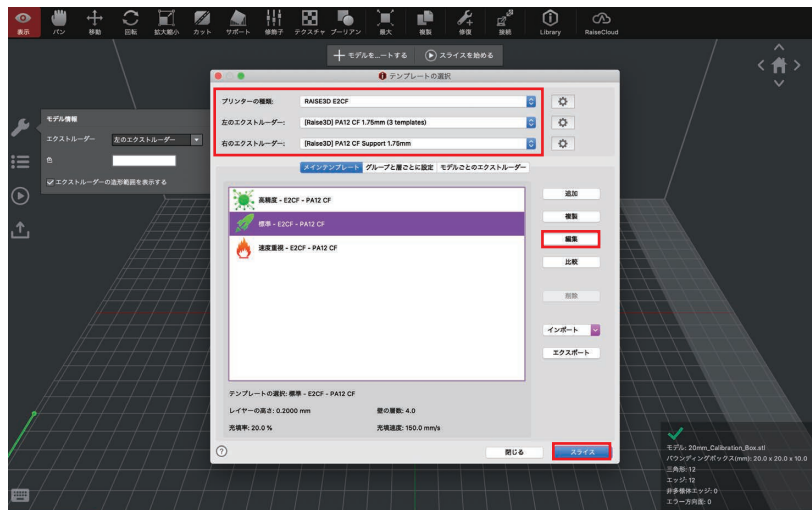 表示 パン 移動 回転 拡大縮小 カット サポート 修飾子 テクスチャ ブーリアン 最大 複製 修復 接続 Library RaiseCloud
モデルを...ートする スライスを始める
テンプレートの選択
プリンターの種類: RAISE3D E2CF
左のエクストルーダー: [Raise3D] PA12 CF 1.75mm (3 templates)
右のエクストルーダー: [Raise3D] PA12 CF Support 1.75mm
モデル情報
エクストルーダー 左のエクストルーダー
色
エクストルーダーの造形範囲を表示する
メインテンプレート グループと層ごとに設定 モデルごとのエクストルーダー
高精度 - E2CF - PA12 CF
標準 - E2CF - PA12 CF
速度重視 - E2CF - PA12 CF
追加
複製
編集
比較
削除
インポート
エクスポート
テンプレートの選択: 標準 - E2CF - PA12 CF
レイヤーの高さ: 0.2000 mm 壁の層数: 4.0
充填率: 20.0 % 充填速度: 150.0 mm/s
? 閉じる スライス
モデル: 20mm_Calibration_Box.stl
バウンディングボックス(mm): 20.0 x 20.0 x 10.0
三角形: 12
エッジ: 12
非多様体エッジ: 0
エラー方向面: 0